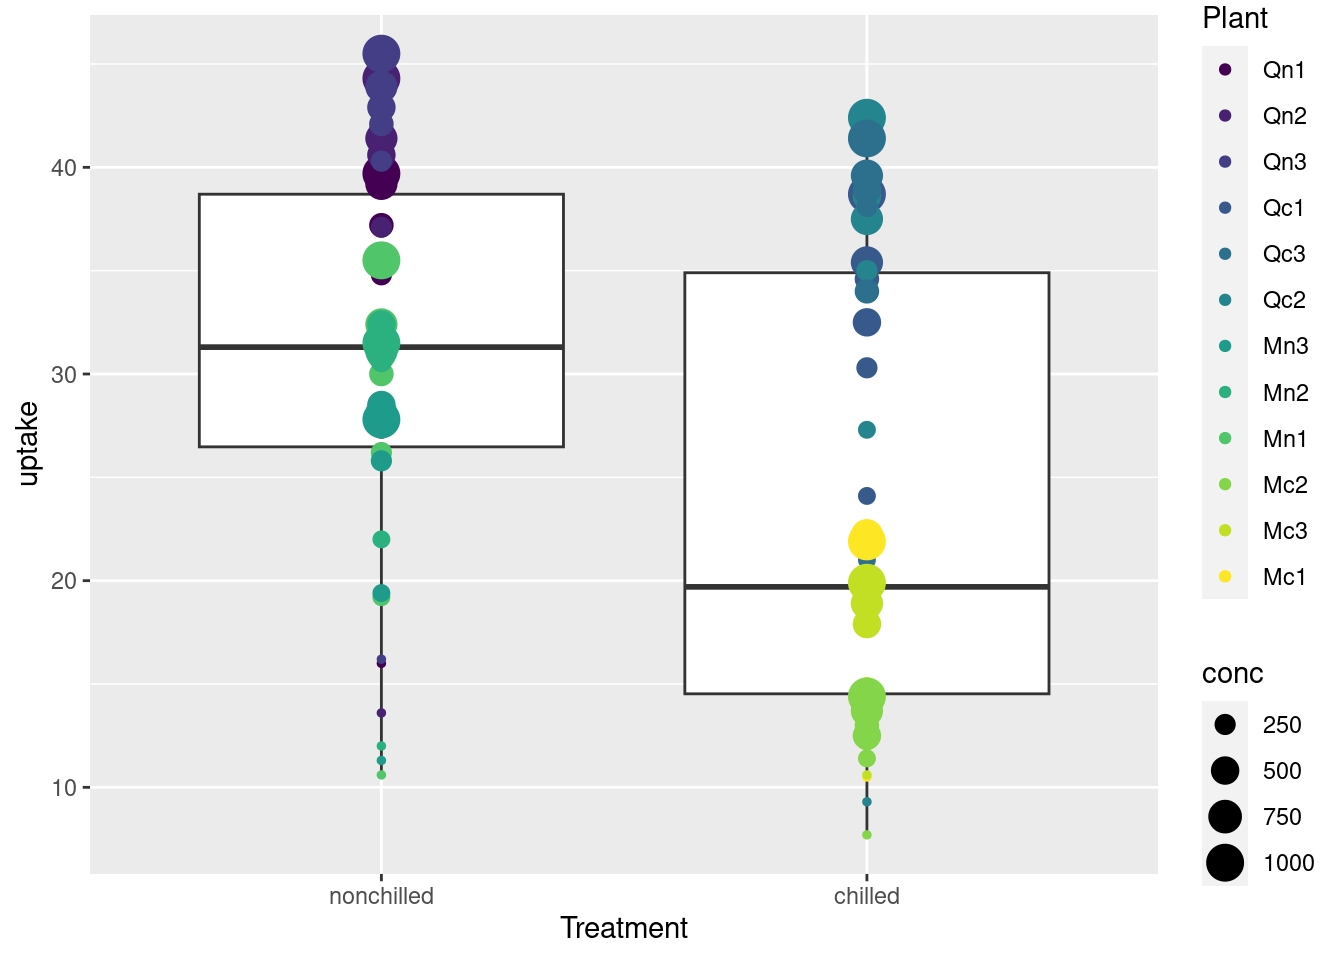 uptake
40
30
20
10
nonchilled
chilled
Treatment
Plant
Qn1
Qn2
Qn3
Qc1
Qc3
Qc2
Mn3
Mn2
Mn1
Mc2
Mc3
Mc1
conc
250
500
750
1000